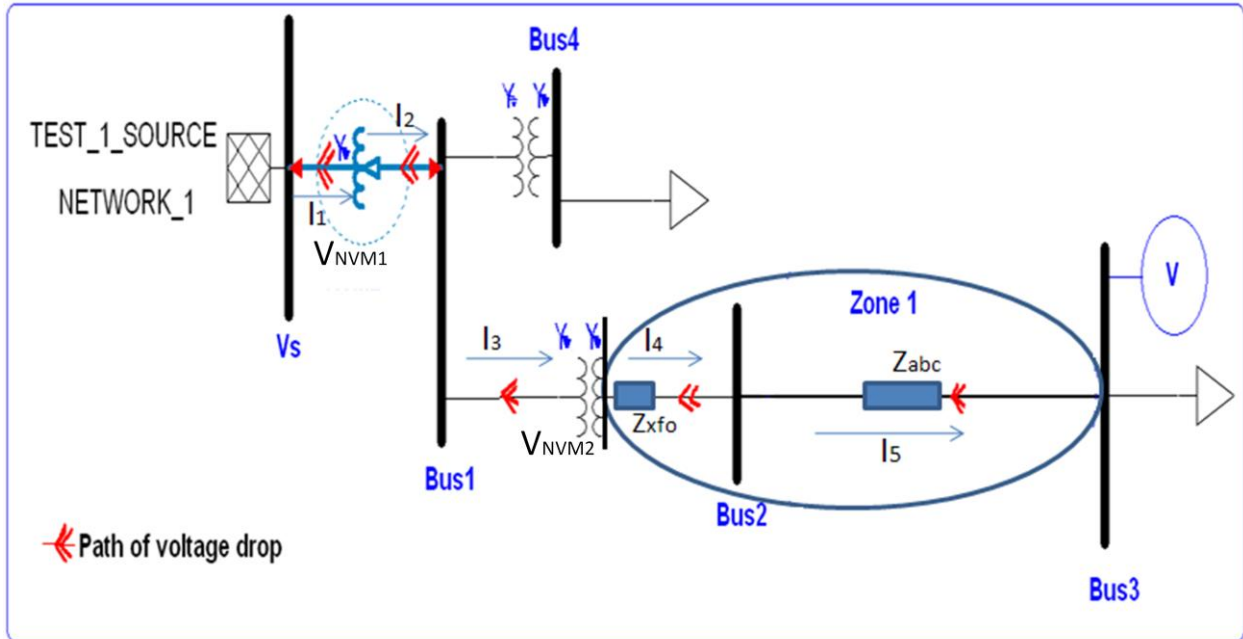 Bus4
I2
TEST_1_SOURCE
NETWORK_1
I1
VNVM1
Vs
V
Zone 1
I3
I4
Zabc
Zxfo
VNVM2
I5
Bus1
Bus2
Path of voltage drop
Bus3